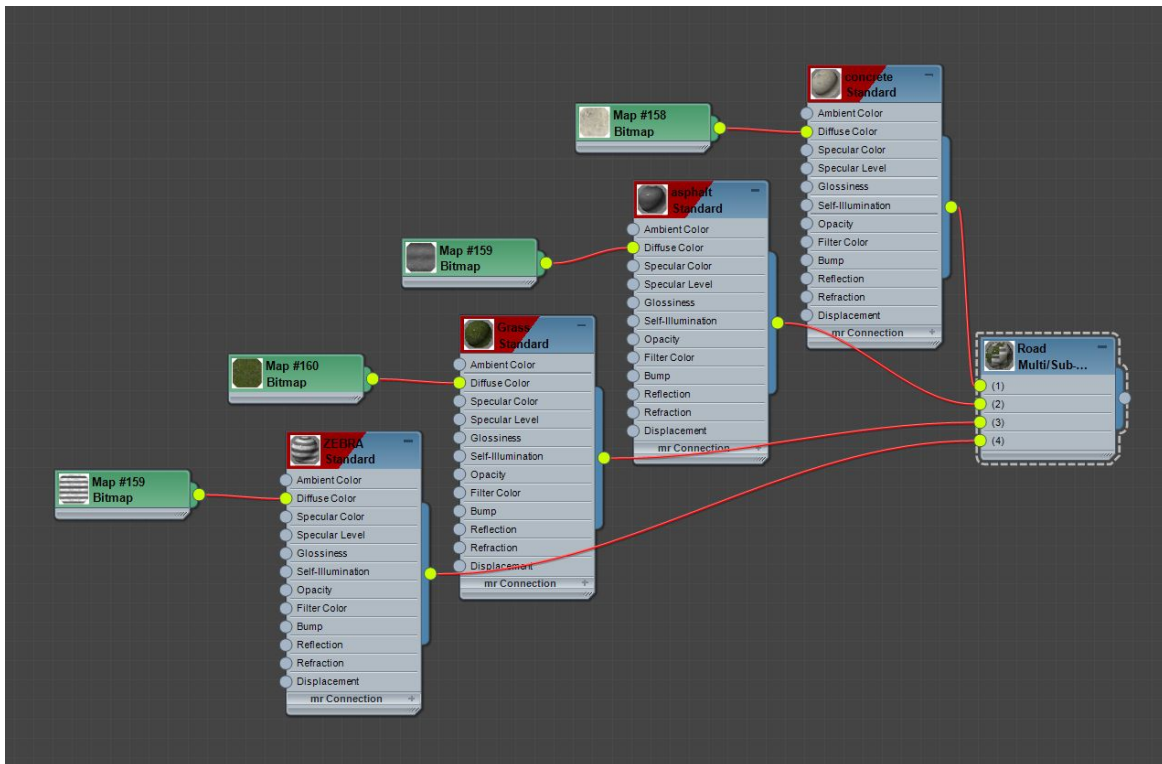 concrete
Standard
Ambient Color
Diffuse Color
Specular Color
Specular Level
Glossiness
Self-Illumination
Opacity
Filter Color
Bump
Reflection
Refraction
Displacement
mr Connection
Map #158
Bitmap
asphalt
Standard
Ambient Color
Diffuse Color
Specular Color
Specular Level
Glossiness
Self-Illumination
Opacity
Filter Color
Bump
Reflection
Refraction
Displacement
mr Connection
Map #159
Bitmap
Grass
Standard
Ambient Color
Diffuse Color
Specular Color
Specular Level
Glossiness
Self-Illumination
Opacity
Filter Color
Bump
Reflection
Refraction
Displacement
mr Connection
Map #160
Bitmap
ZEBRA
Standard
Ambient Color
Diffuse Color
Specular Color
Specular Level
Glossiness
Self-Illumination
Opacity
Filter Color
Bump
Reflection
Refraction
Displacement
mr Connection
Map #159
Bitmap
Road
Multi/Sub-...
(1)
(2)
(3)
(4)